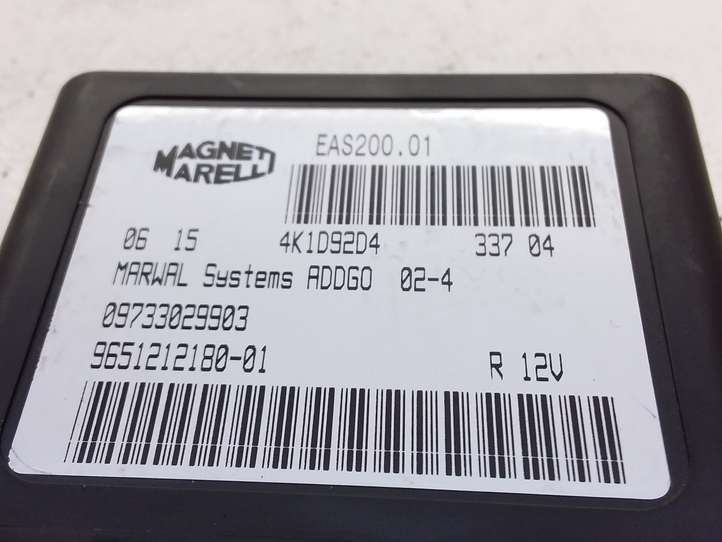 MAGNETI
MARELLI
EAS200.01
06 15 4K1D92D4 337 04
MARWAL Systems ADDGO 02-4
09733029903
9651212180-01 R 12V